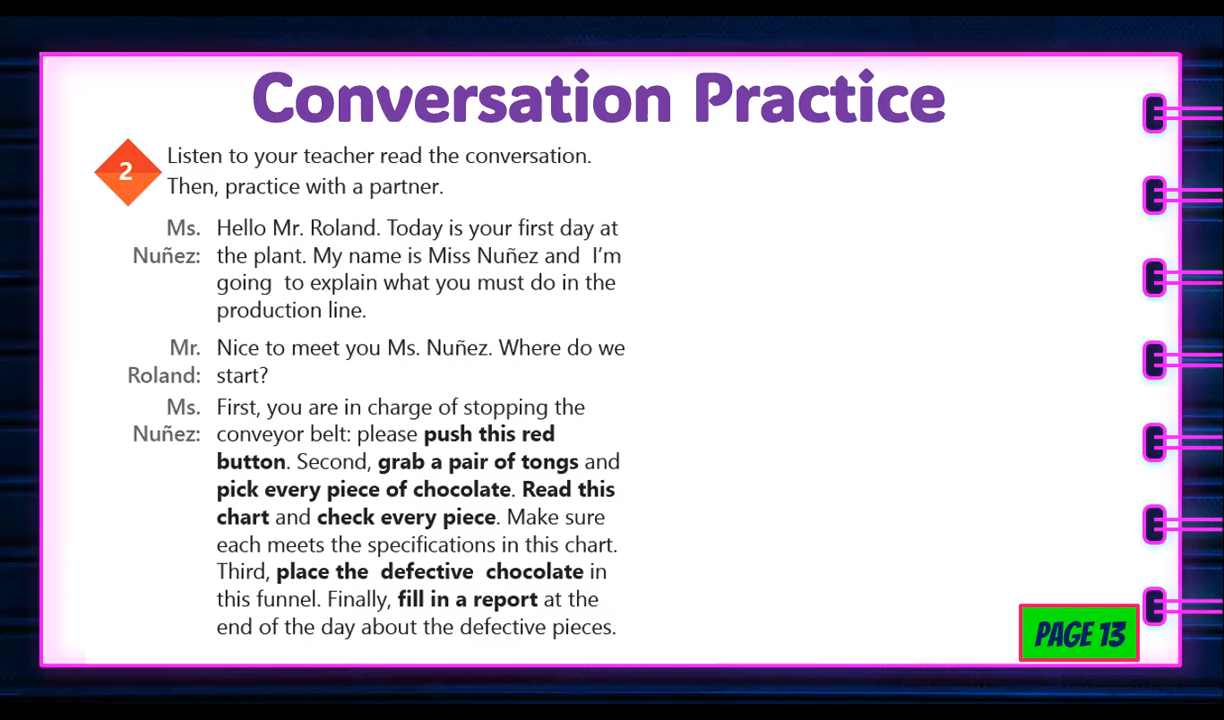 Conversation Practice
2
Listen to your teacher read the conversation.
Then, practice with a partner.
Ms. Hello Mr. Roland. Today is your first day at
Nuñez: the plant. My name is Miss Nuñez and I'm
going to explain what you must do in the
production line.
Mr. Nice to meet you Ms. Nuñez. Where do we
Roland: start?
Ms. First, you are in charge of stopping the
Nuñez: conveyor belt: please push this red
button. Second, grab a pair of tongs and
pick every piece of chocolate. Read this
chart and check every piece. Make sure
each meets the specifications in this chart.
Third, place the defective chocolate in
this funnel. Finally, fill in a report at the
end of the day about the defective pieces.
PAGE 13